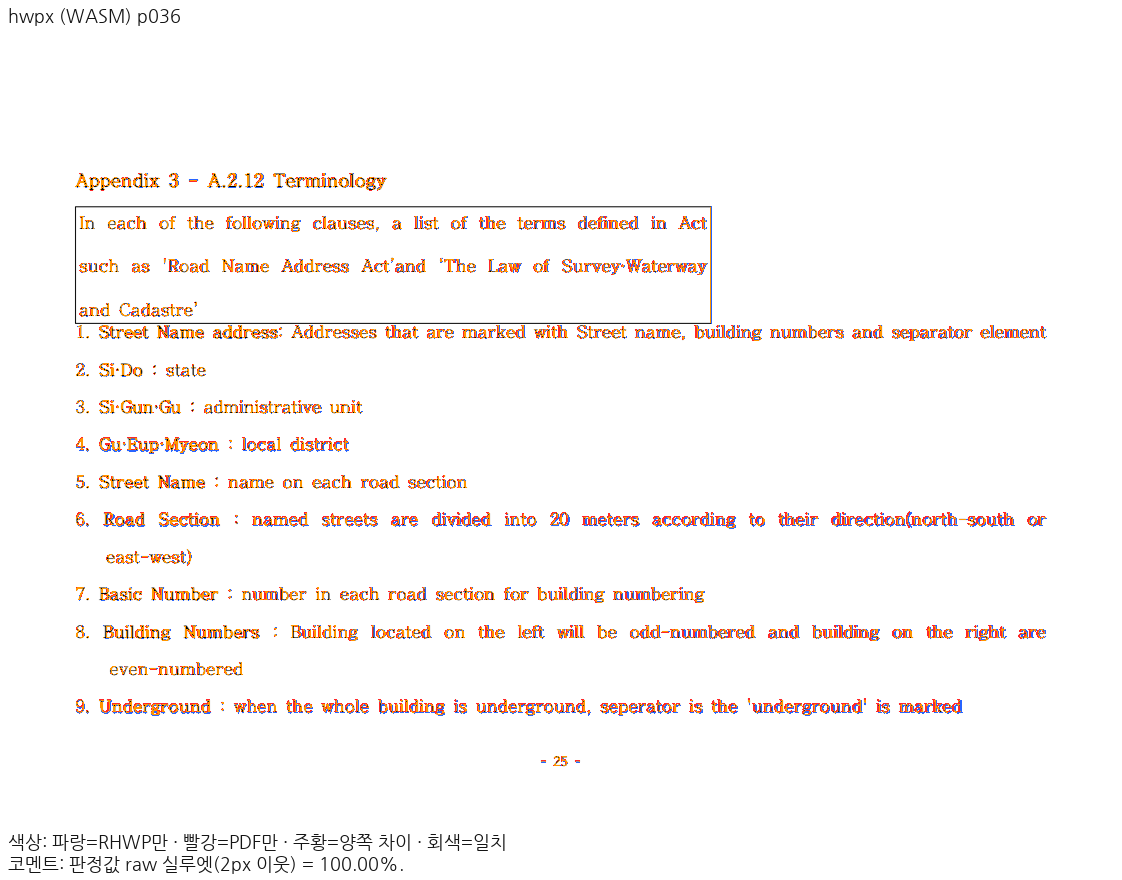 hwpx (WASM) p036
Appendix 3 - A.2.12 Terminology
In each of the following clauses, a list of the terms defined in Act
such as 'Road Name Address Act'and 'The Law of Survey·Waterway
and Cadastre'
1. Street Name address: Addresses that are marked with Street name, building numbers and separator element
2. Si·Do : state
3. Si·Gun·Gu : administrative unit
4. Gu·Eup·Myeon : local district
5. Street Name : name on each road section
6. Road Section : named streets are divided into 20 meters according to their direction(north-south or
east-west)
7. Basic Number : number in each road section for building numbering
8. Building Numbers : Building located on the left will be odd-numbered and building on the right are
even-numbered
9. Underground : when the whole building is underground, seperator is the 'underground' is marked
- 25 -
색상: 파랑=RHWP만 · 빨강=PDF만 · 주황=양쪽 차이 · 회색=일치
코멘트: 판정값 raw 실루엣(2px 이웃) = 100.00%.